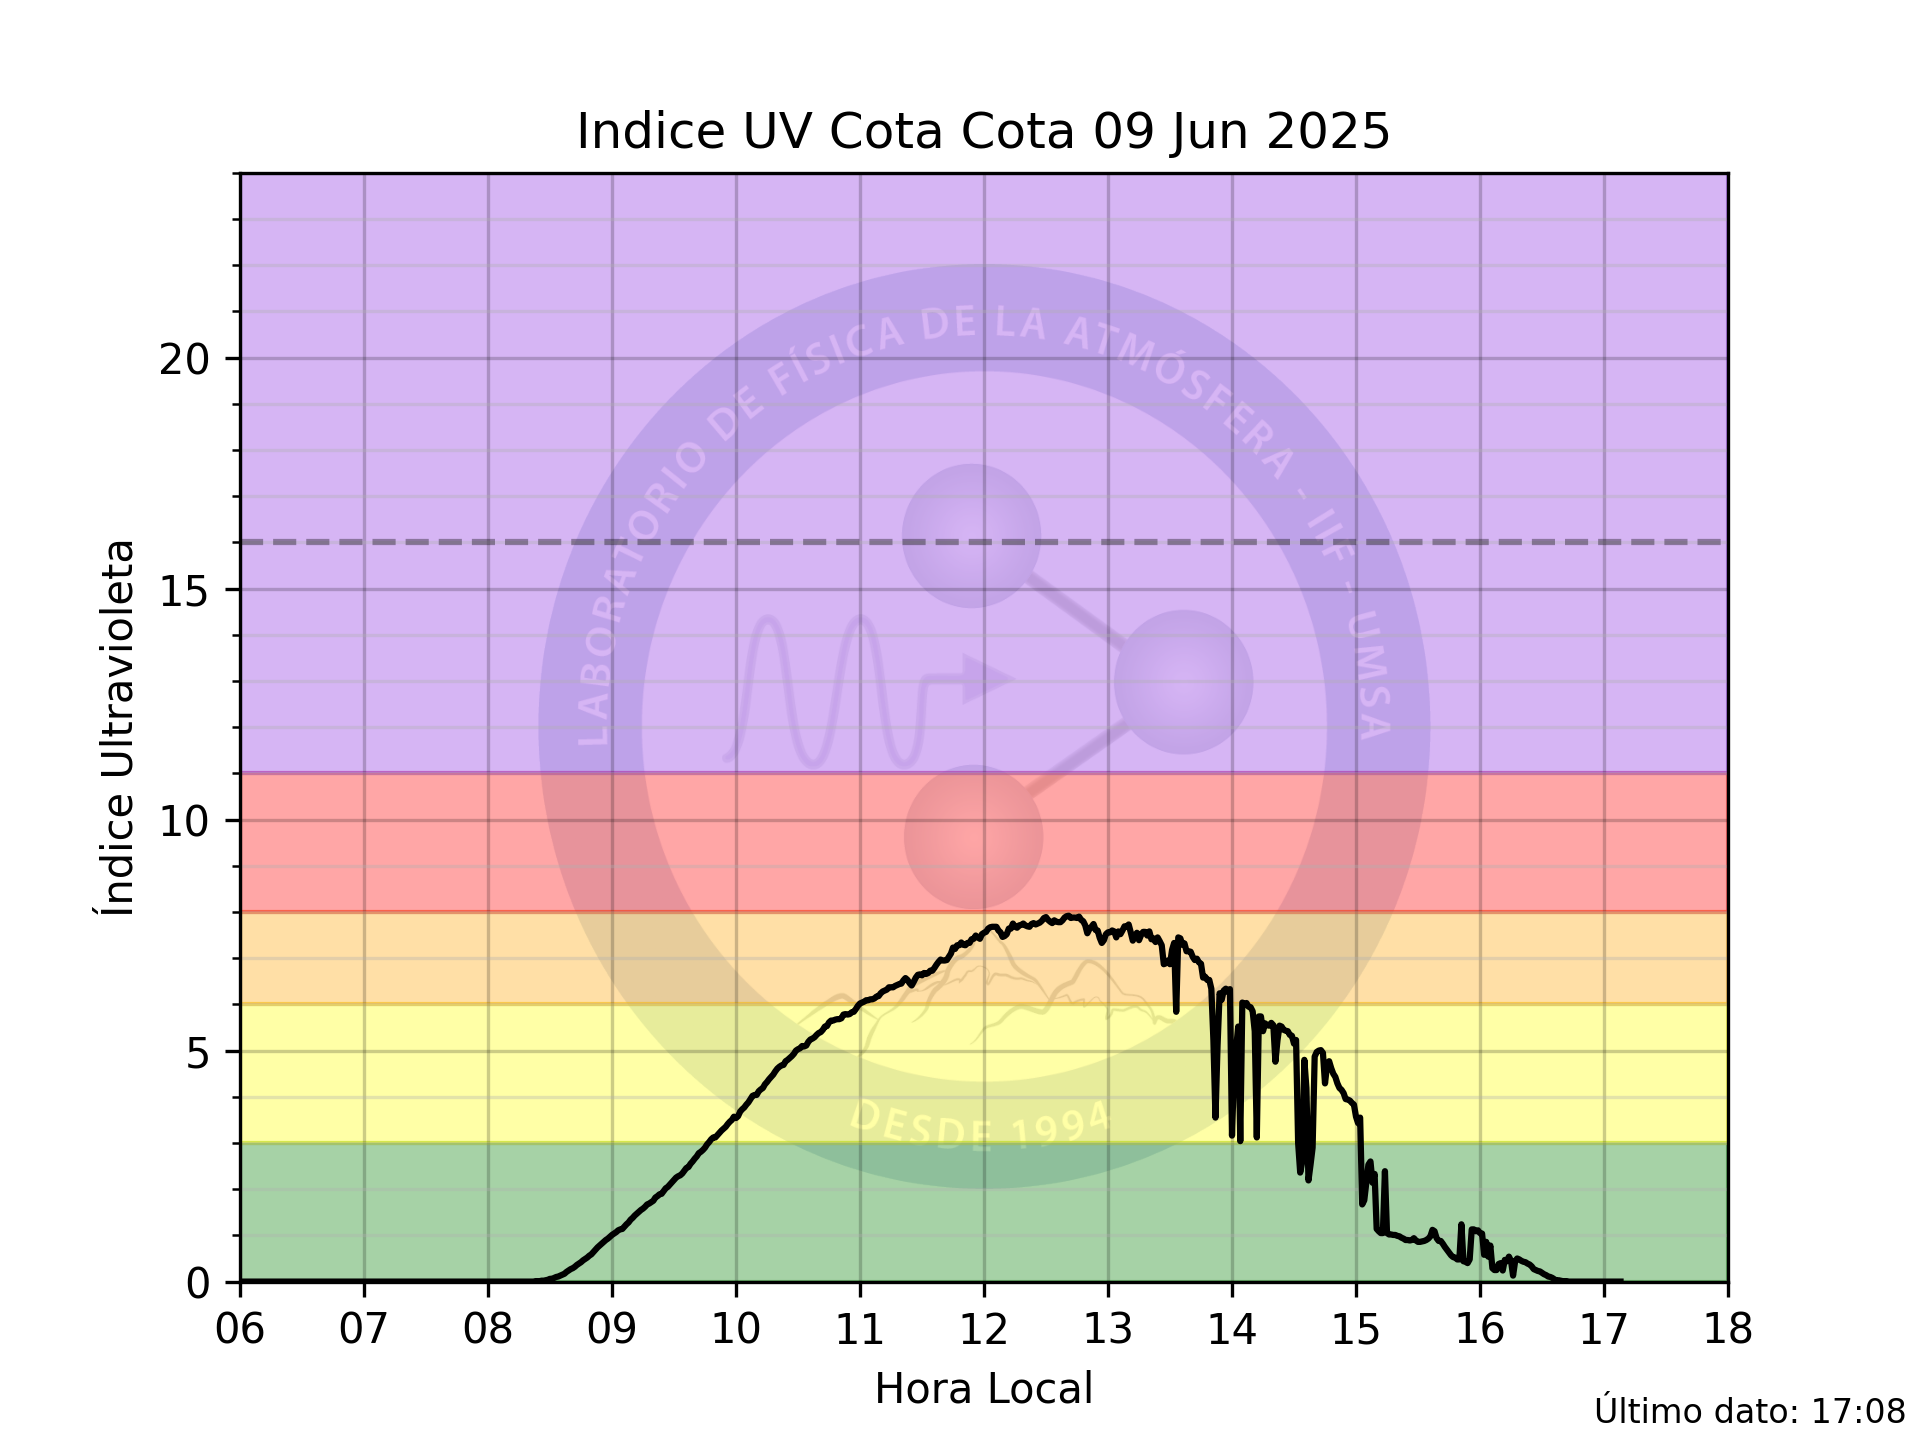 Indice UV Cota Cota 09 Jun 2025
Índice Ultravioleta
20
15
10
5
0
LABORATORIO DE FÍSICA DE LA ATMÓSFERA - IIF - UMSA
DESDE 1994
06 07 08 09 10 11 12 13 14 15 16 17 18
Hora Local
Último dato: 17:08